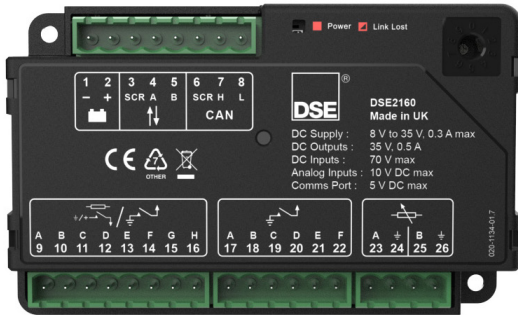 Power Link Lost
1 2 3 4 5 6 7 8
− + SCR A B SCR H L
CAN
DSE®
DSE2160
Made in UK
DC Supply : 8 V to 35 V, 0.3 A max
DC Outputs : 35 V, 0.5 A
DC Inputs : 70 V max
Analog Inputs : 10 V DC max
Comms Port : 5 V DC max
CE
7
OTHER
+/÷
A B C D E F G H
9 10 11 12 13 14 15 16
A B C D E F
17 18 19 20 21 22
A B
23 24 25 26
020-1134-01.7